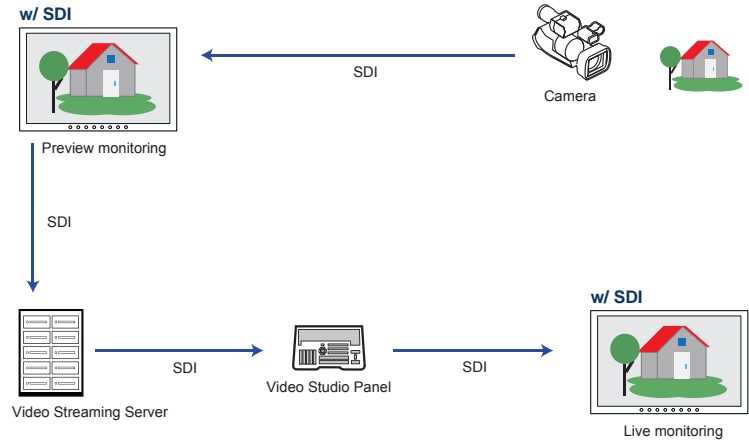 w/ SDI
SDI
Camera
Preview monitoring
SDI
w/ SDI
SDI
Video Studio Panel
SDI
Video Streaming Server
Live monitoring